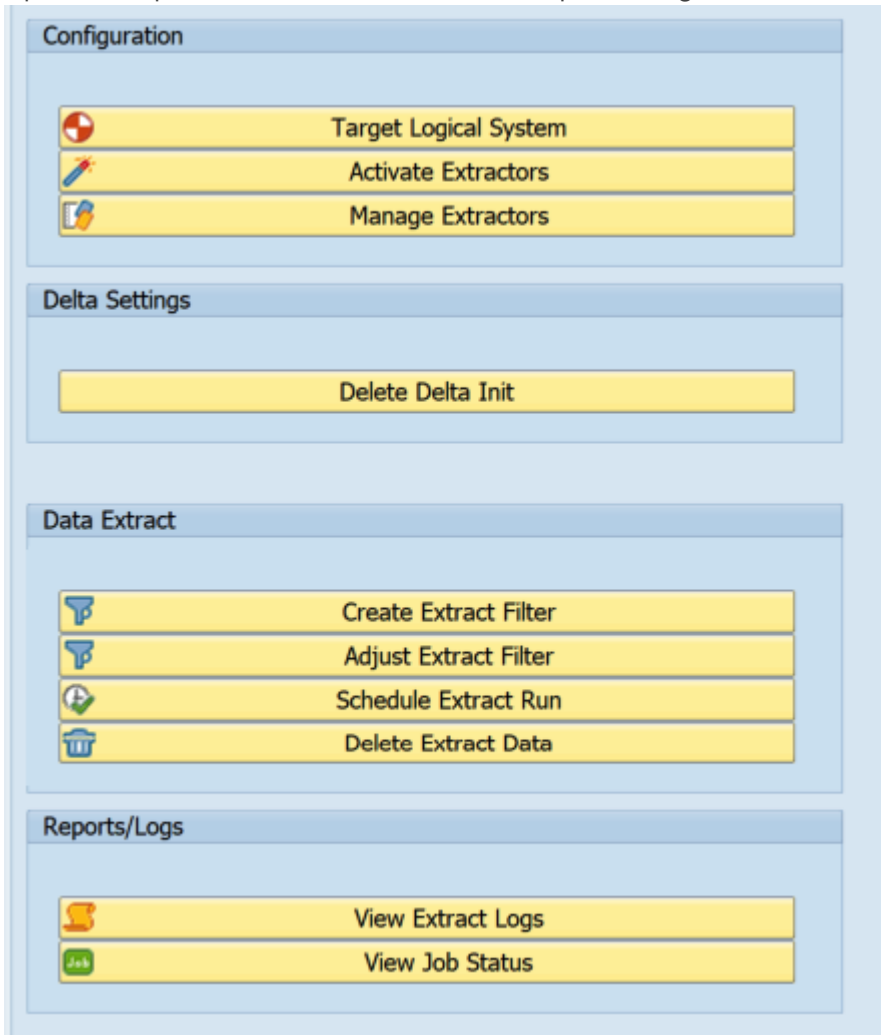 Configuration
Target Logical System
Activate Extractors
Manage Extractors
Delta Settings
Delete Delta Init
Data Extract
Create Extract Filter
Adjust Extract Filter
Schedule Extract Run
Delete Extract Data
Reports/Logs
View Extract Logs
Job View Job Status